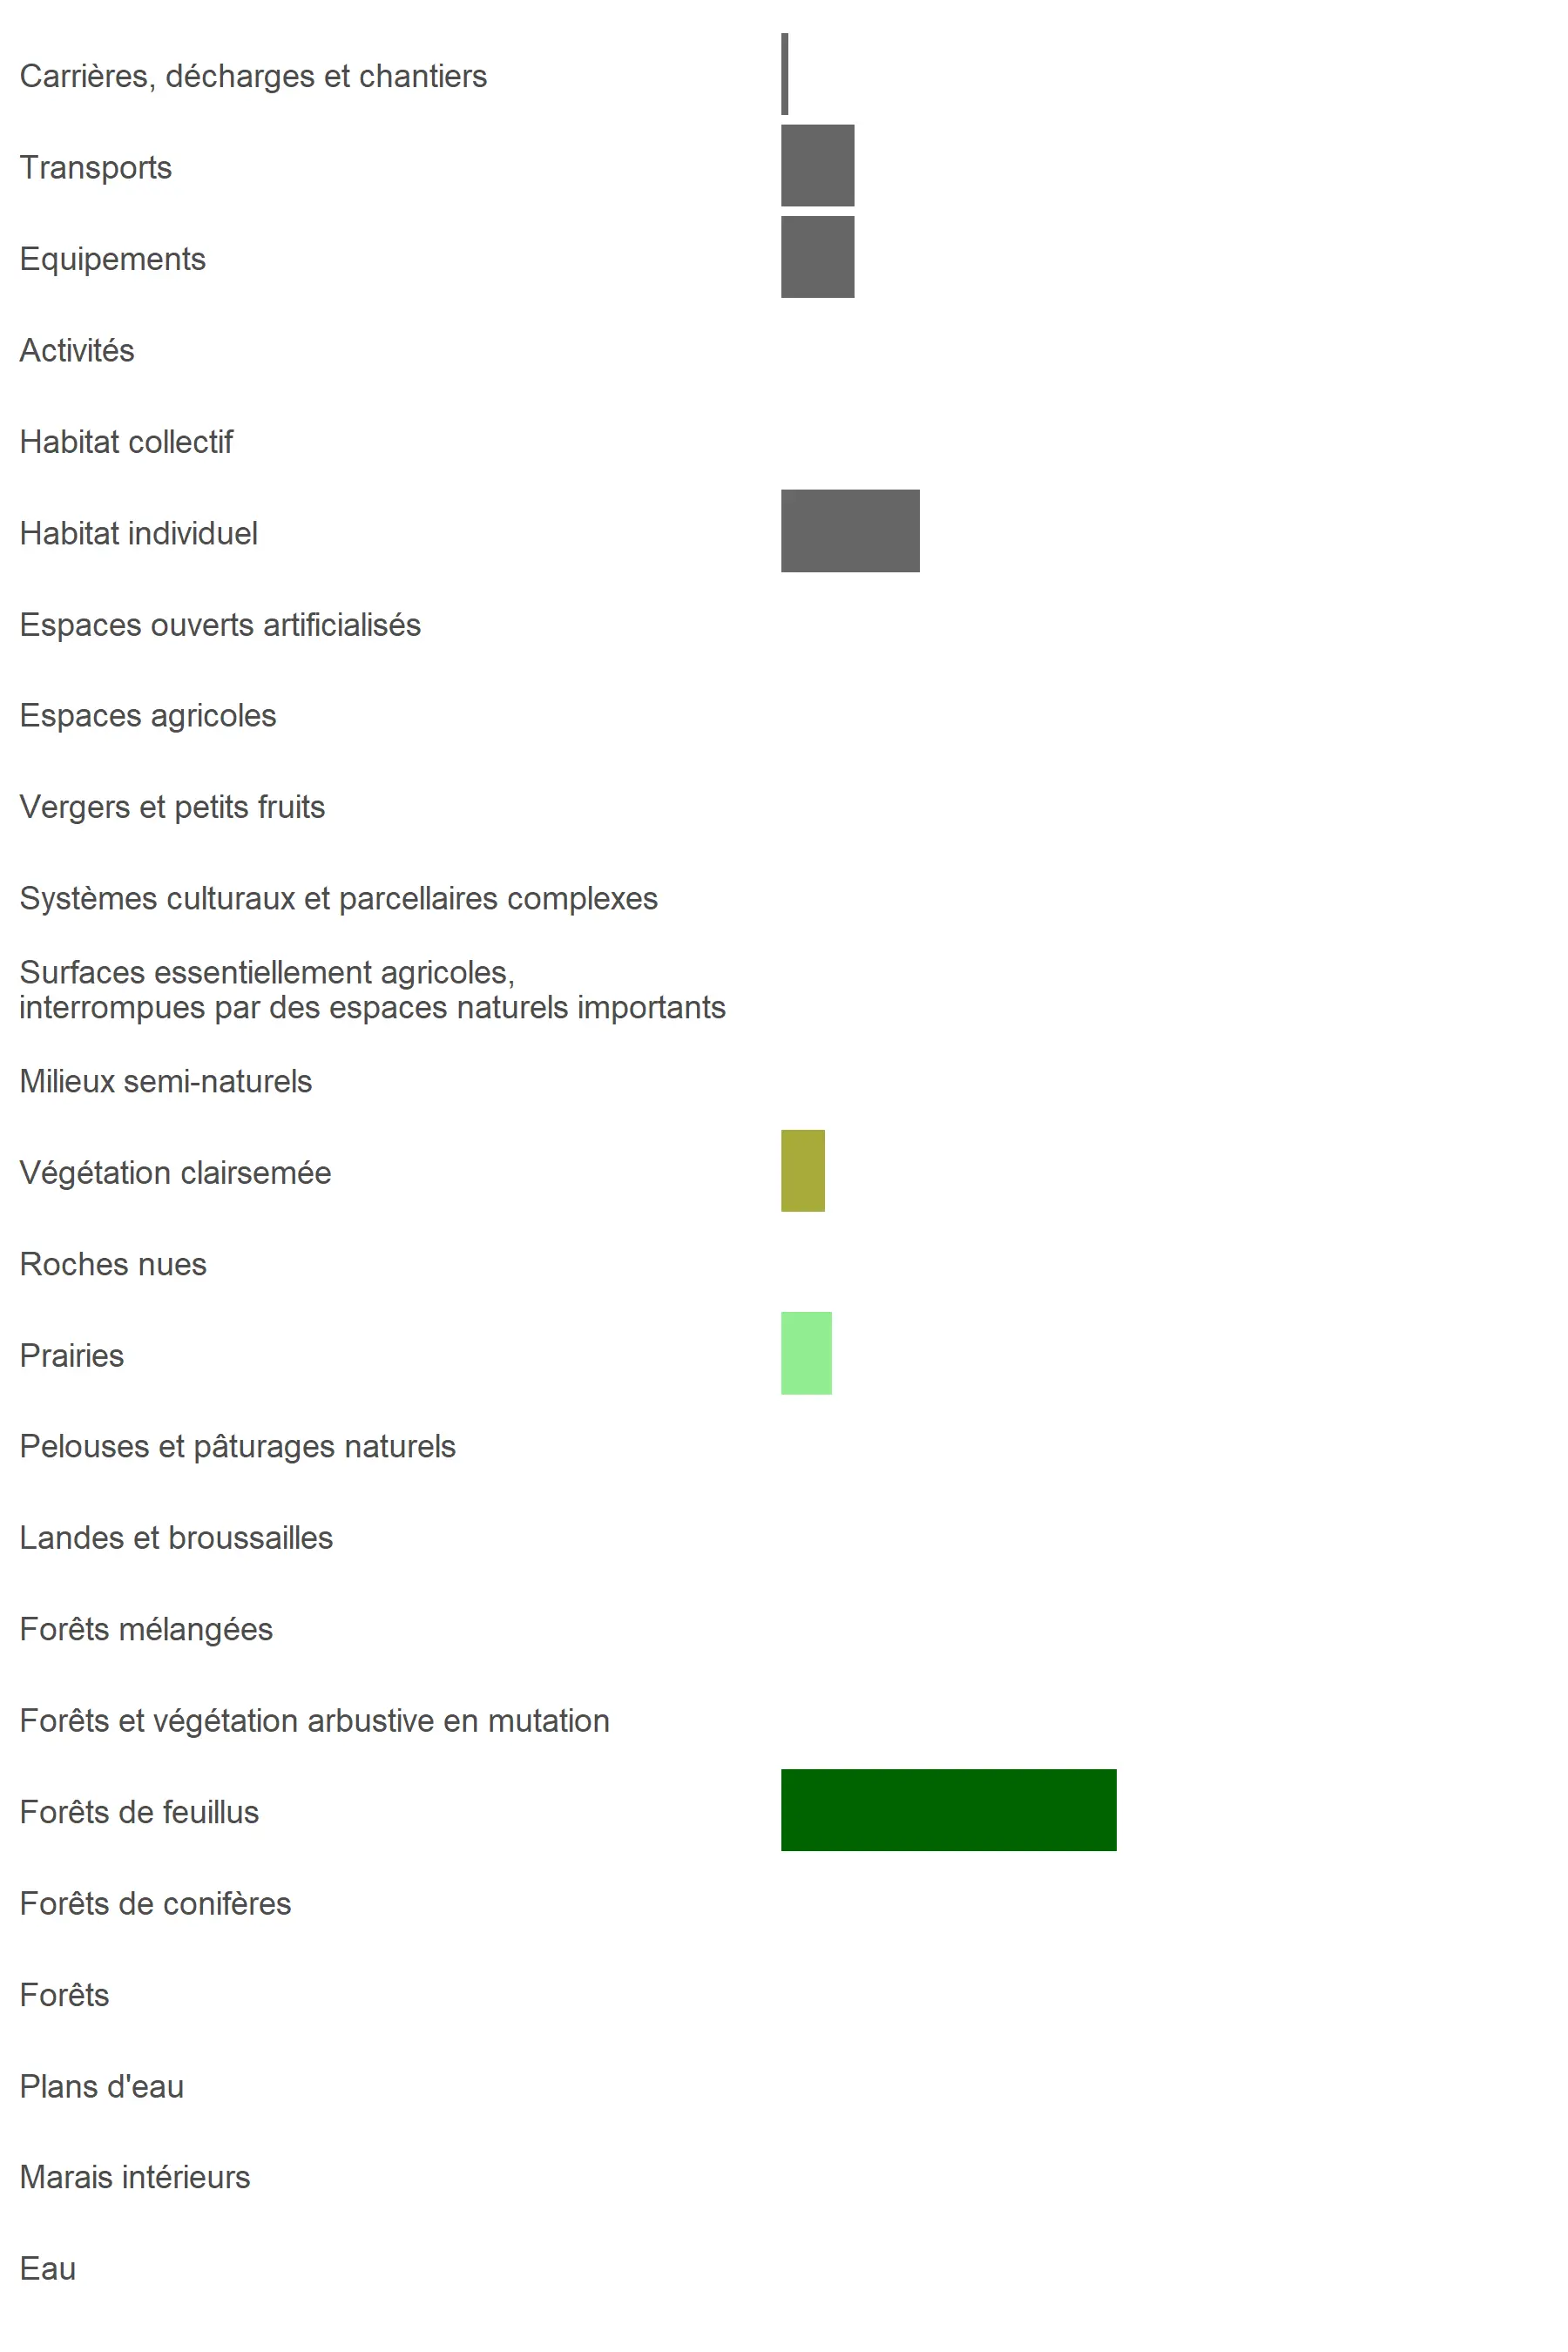 Carrières, décharges et chantiers
Transports
Equipements
Activités
Habitat collectif
Habitat individuel
Espaces ouverts artificialisés
Espaces agricoles
Vergers et petits fruits
Systèmes culturaux et parcellaires complexes
Surfaces essentiellement agricoles,
interrompues par des espaces naturels importants
Milieux semi-naturels
Végétation clairsemée
Roches nues
Prairies
Pelouses et pâturages naturels
Landes et broussailles
Forêts mélangées
Forêts et végétation arbustive en mutation
Forêts de feuillus
Forêts de conifères
Forêts
Plans d'eau
Marais intérieurs
Eau